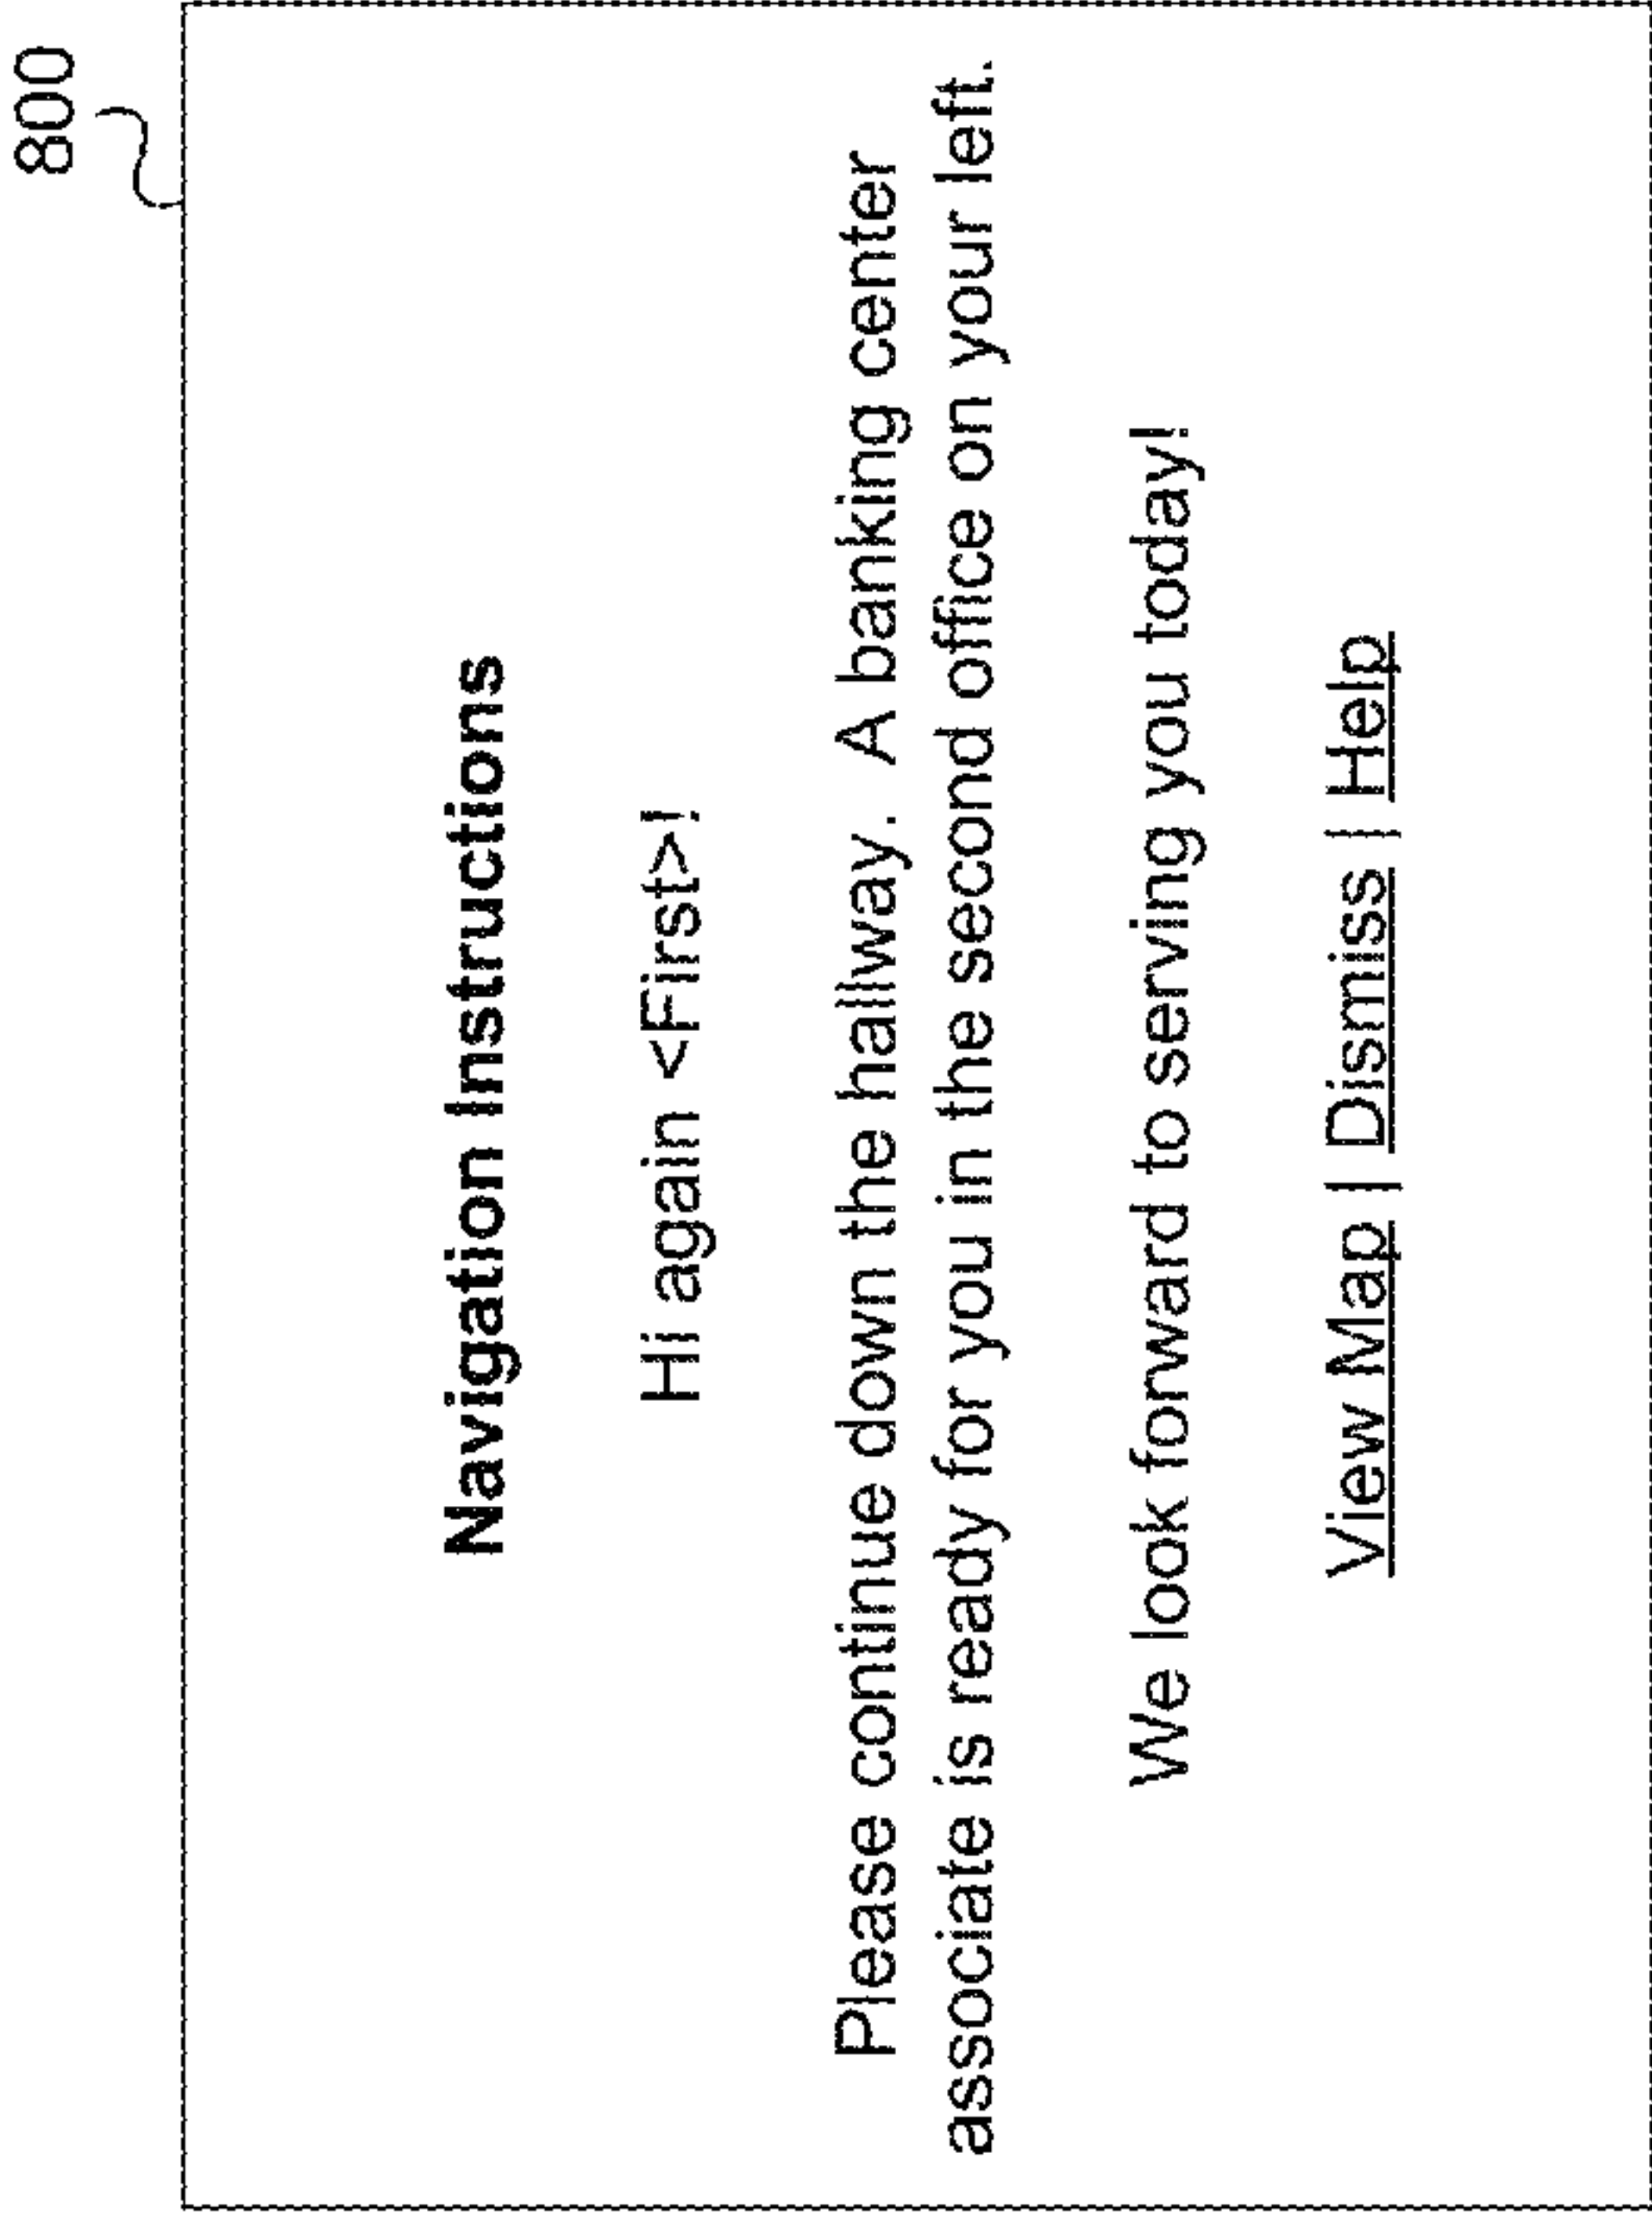 800
Navigation Instructions
Hi again <First>!
Please continue down the hallway. A banking center
associate is ready for you in the second office on your left.
We look forward to serving you today!
View Map | Dismiss | Help